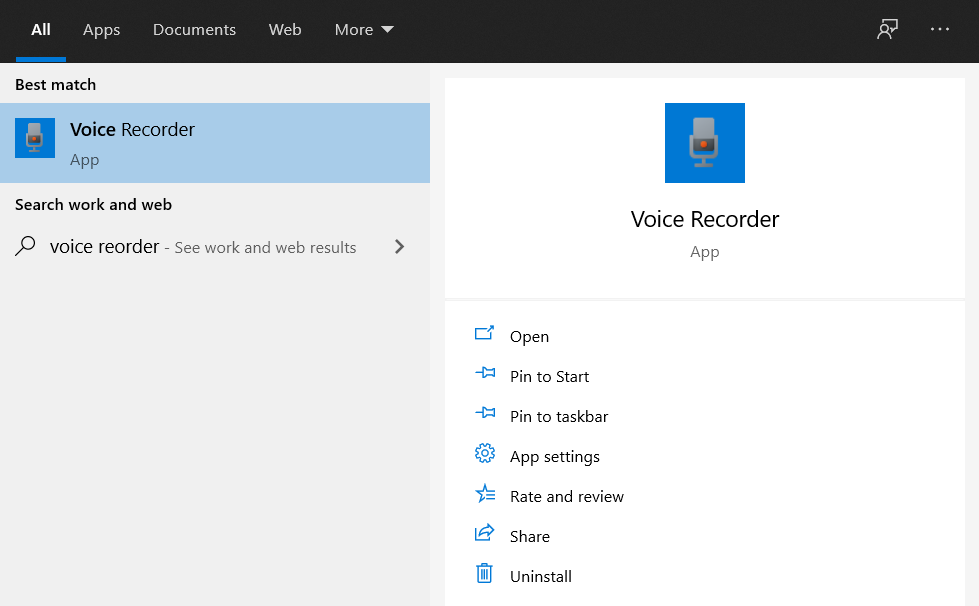 All Apps Documents Web More
Best match
Voice Recorder
App
Search work and web
voice reorder - See work and web results
Voice Recorder
App
Open
Pin to Start
Pin to taskbar
App settings
Rate and review
Share
Uninstall